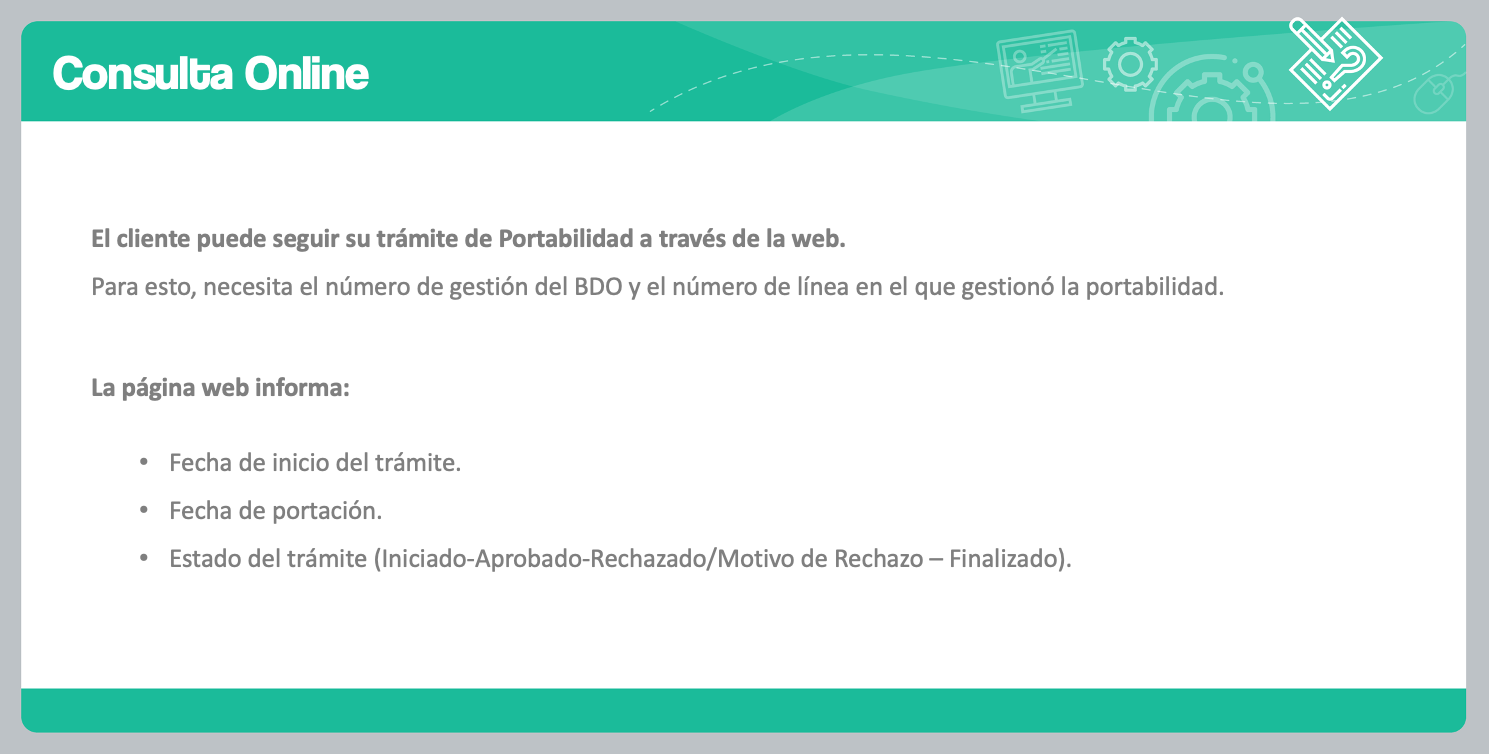 Consulta Online
El cliente puede seguir su trámite de Portabilidad a través de la web.
Para esto, necesita el número de gestión del BDO y el número de línea en el que gestionó la portabilidad.
La página web informa:
• Fecha de inicio del trámite.
• Fecha de portación.
• Estado del trámite (Iniciado-Aprobado-Rechazado/Motivo de Rechazo – Finalizado).